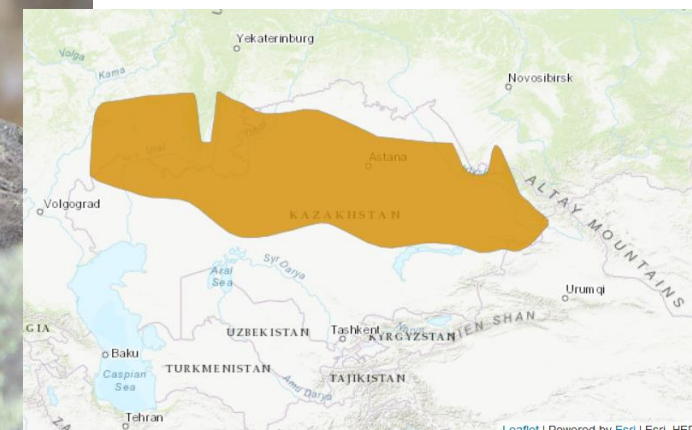 Yekaterinburg
Volga
Kama
Novosibirsk
Ural
Astana
Volgograd
KAZAKHSTAN
ALTAY MOUNTAINS
Aral
Sea
Syr Darya
Urumqi
GIA
UZBEKISTAN
Tashkent
KYRGYZSTAN
TIEN SHAN
Baku
TURKMENISTAN
Caspian
Sea
Amu Darya
TAJIKISTAN
Tehran
Leaflet | Powered by Esri | Esri, HER